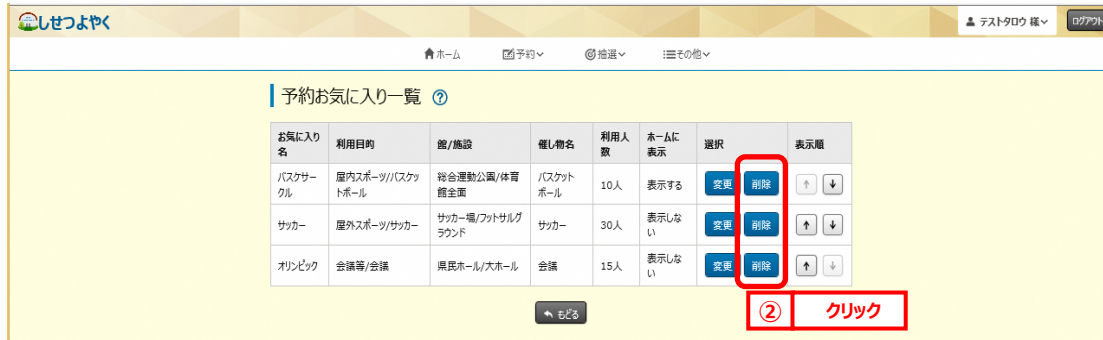 しせつよやく
テストタロウ 様
ログアウト
ホーム 予約 抽選 その他
予約お気に入り一覧 ?
お気に入り名 利用目的 館/施設 催し物名 利用人数 ホームに表示 選択 表示順
バスケサークル 屋内スポーツ/バスケットボール 総合運動公園/体育館全面 バスケットボール 10人 表示する 変更 削除 ↑ ↓
サッカー 屋外スポーツ/サッカー サッカー場/フットサルグラウンド サッカー 30人 表示しない 変更 削除 ↑ ↓
オリンピック 会議等/会議 県民ホール/大ホール 会議 15人 表示しない 変更 削除 ↑ ↓
もどる
② クリック